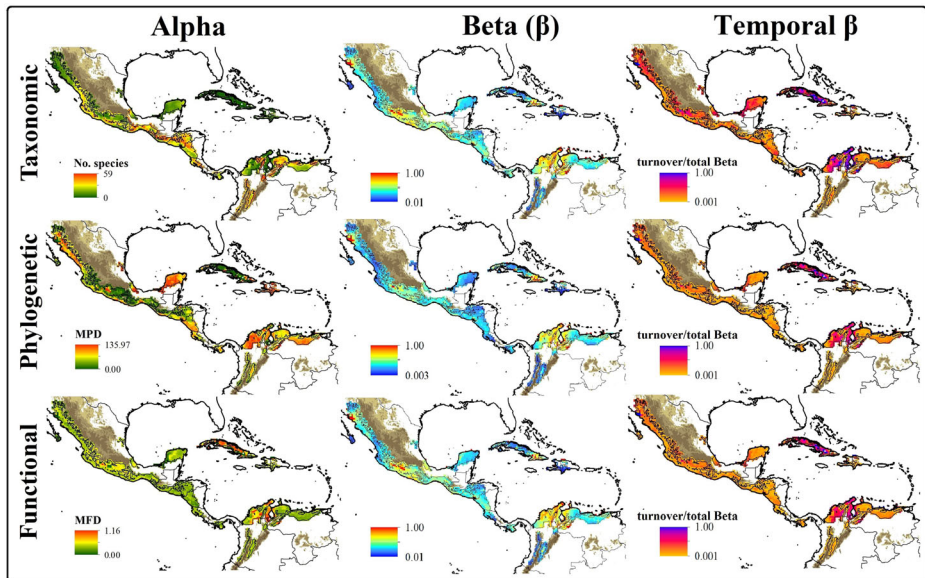 Alpha
Beta (β)
Temporal β
Taxonomic
No. species
59
0
1.00
0.01
turnover/total Beta
1.00
0.001
Phylogenetic
MPD
135.97
0.00
1.00
0.003
turnover/total Beta
1.00
0.001
Functional
MFD
1.16
0.00
1.00
0.01
turnover/total Beta
1.00
0.001